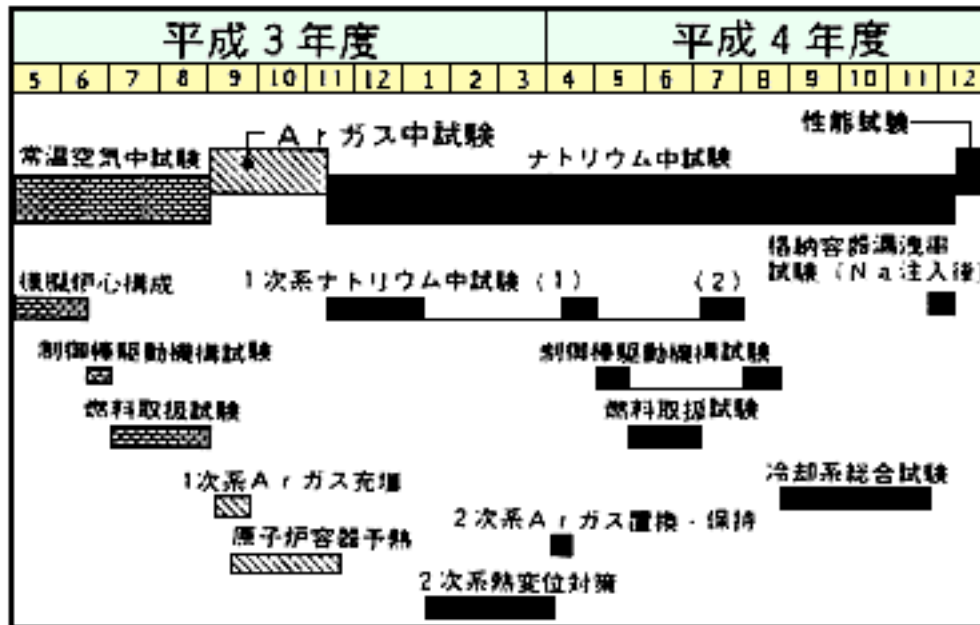 平成3年度 平成4年度
5 6 7 8 9 10 11 12 1 2 3 4 5 6 7 8 9 10 11 12
Arガス中試験
性能試験
常温空気中試験
ナトリウム中試験
格納容器漏洩率
試験(Na注入後)
模擬炉心構成
1次系ナトリウム中試験(1)
(2)
制御棒駆動機構試験
制御棒駆動機構試験
燃料取扱試験
燃料取扱試験
1次系Arガス充填
冷却系総合試験
2次系Arガス置換・保持
原子炉容器予熱
2次系熱変位対策